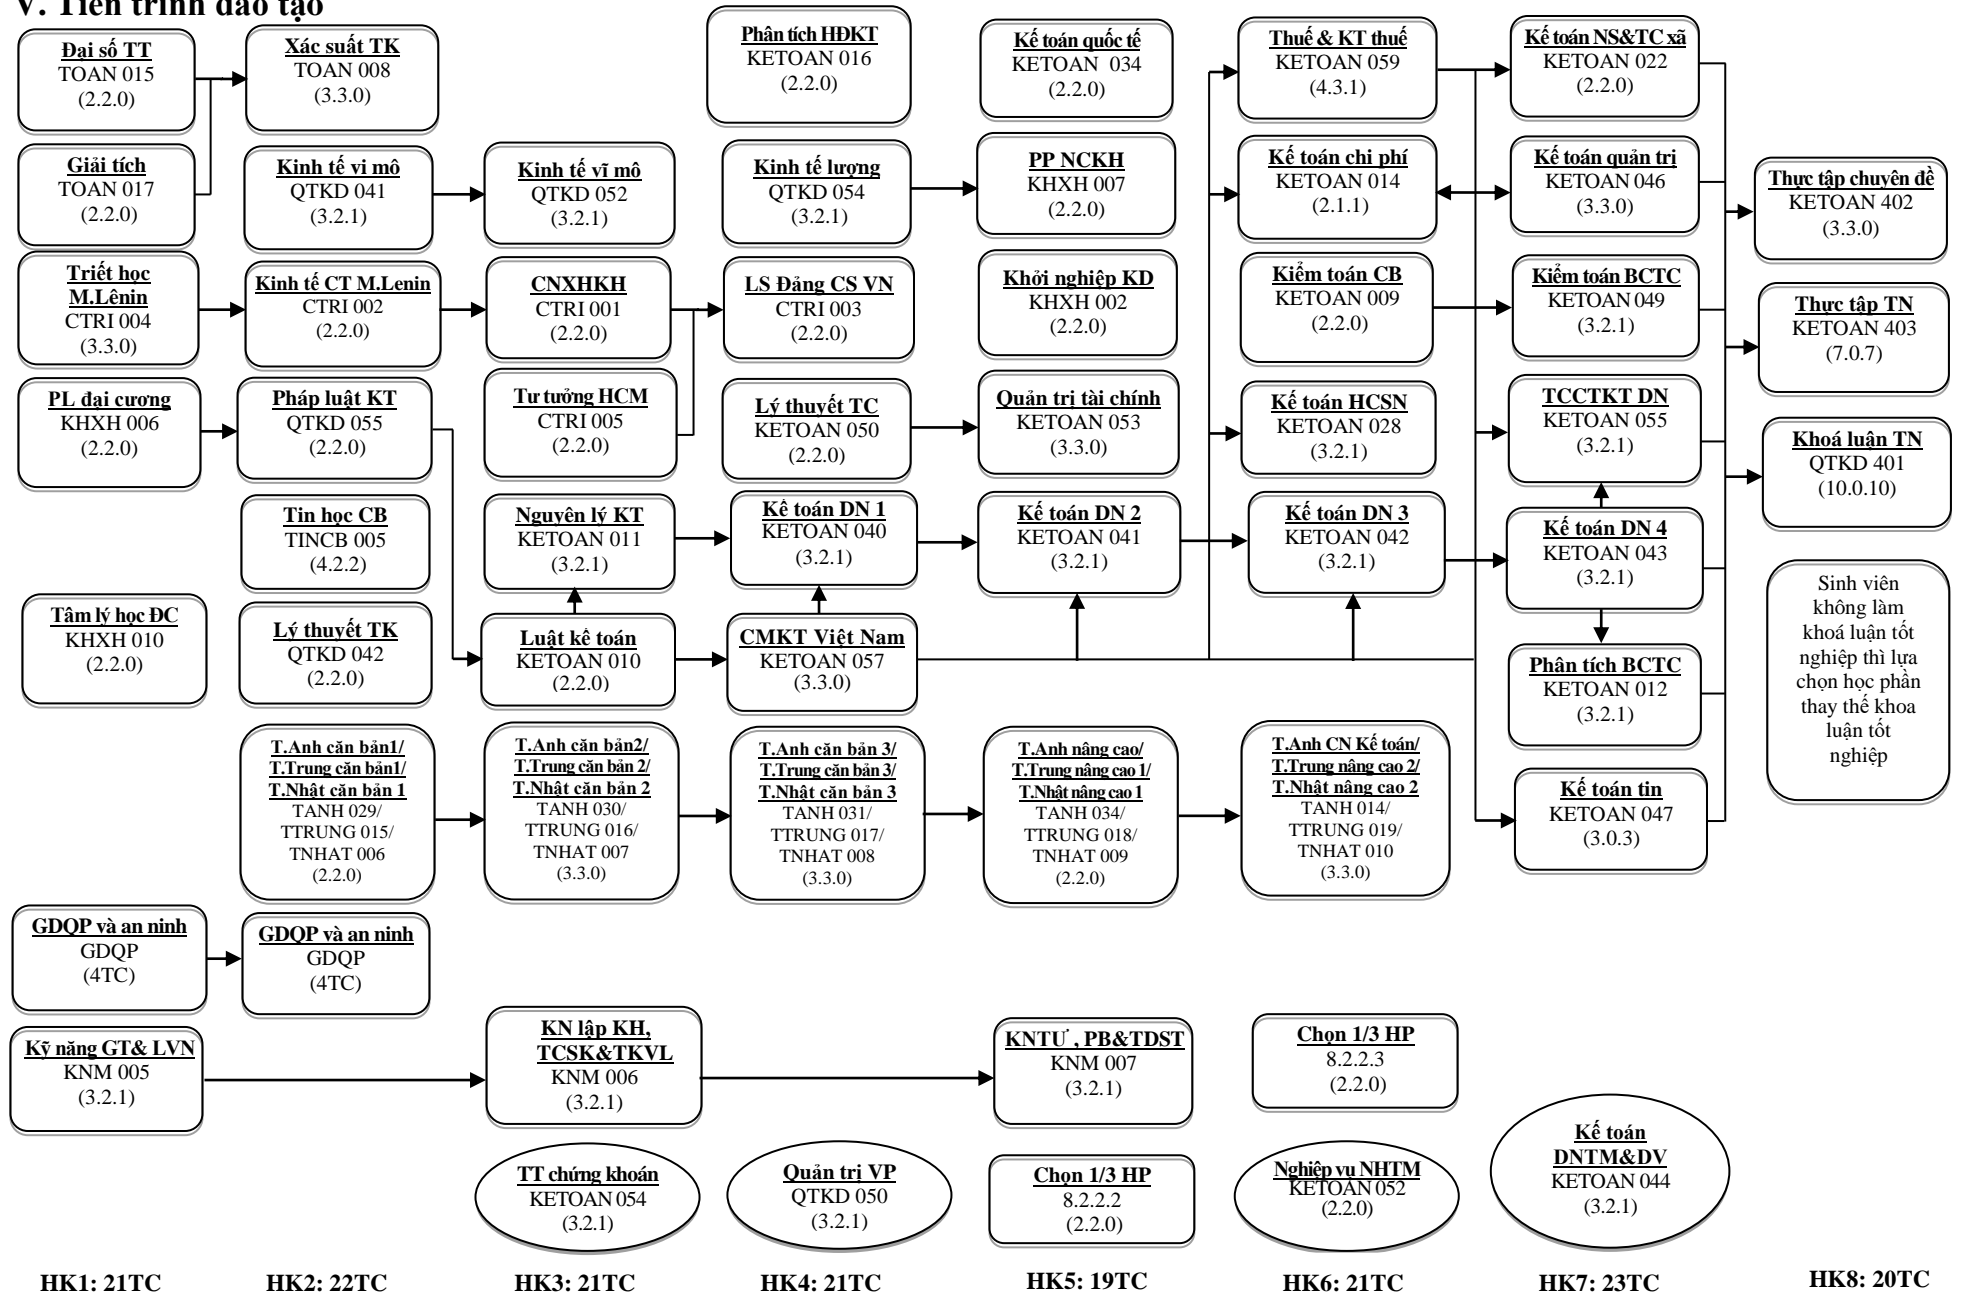 V. Tiến trình đào tạo
Đại số TT
TOAN 015
(2.2.0)
Giải tích
TOAN 017
(2.2.0)
Triết học
M.Lênin
CTRI 004
(3.3.0)
PL đại cương
KHXH 006
(2.2.0)
Tâm lý học ĐC
KHXH 010
(2.2.0)
GDQP và an ninh
GDQP
(4TC)
Kỹ năng GT& LVN
KNM 005
(3.2.1)
HK1: 21TC
Xác suất TK
TOAN 008
(3.3.0)
Kinh tế vi mô
QTKD 041
(3.2.1)
Kinh tế CT M.Lenin
CTRI 002
(2.2.0)
Pháp luật KT
QTKD 055
(2.2.0)
Tin học CB
TINCB 005
(4.2.2)
Lý thuyết TK
QTKD 042
(2.2.0)
T.Anh căn bản1/
T.Trung căn bản1/
T.Nhật căn bản 1
TANH 029/
TTRUNG 015/
TNHAT 006
(2.2.0)
GDQP và an ninh
GDQP
(4TC)
HK2: 22TC
Kinh tế vĩ mô
QTKD 052
(3.2.1)
CNXHKH
CTRI 001
(2.2.0)
Tư tưởng HCM
CTRI 005
(2.2.0)
Nguyên lý KT
KETOAN 011
(3.2.1)
Luật kế toán
KETOAN 010
(2.2.0)
T.Anh căn bản2/
T.Trung căn bản 2/
T.Nhật căn bản 2
TANH 030/
TTRUNG 016/
TNHAT 007
(3.3.0)
KN lập KH,
TCSK&TKVL
KNM 006
(3.2.1)
TT chứng khoán
KETOAN 054
(3.2.1)
HK3: 21TC
Phân tích HĐKT
KETOAN 016
(2.2.0)
Kinh tế lượng
QTKD 054
(3.2.1)
LS Đảng CS VN
CTRI 003
(2.2.0)
Lý thuyết TC
KETOAN 050
(2.2.0)
Kế toán DN 1
KETOAN 040
(3.2.1)
CMKT Việt Nam
KETOAN 057
(3.3.0)
T.Anh căn bản 3/
T.Trung căn bản 3/
T.Nhật căn bản 3
TANH 031/
TTRUNG 017/
TNHAT 008
(3.3.0)
Quản trị VP
QTKD 050
(3.2.1)
HK4: 21TC
Kế toán quốc tế
KETOAN 034
(2.2.0)
PP NCKH
KHXH 007
(2.2.0)
Khởi nghiệp KD
KHXH 002
(2.2.0)
Quản trị tài chính
KETOAN 053
(3.3.0)
Kế toán DN 2
KETOAN 041
(3.2.1)
T.Anh nâng cao/
T.Trung nâng cao 1/
T.Nhật nâng cao 1
TANH 034/
TTRUNG 018/
TNHAT 009
(2.2.0)
KNTƯ , PB&TDST
KNM 007
(3.2.1)
Chọn 1/3 HP
8.2.2.2
(2.2.0)
HK5: 19TC
Thuế & KT thuế
KETOAN 059
(4.3.1)
Kế toán chi phí
KETOAN 014
(2.1.1)
Kiểm toán CB
KETOAN 009
(2.2.0)
Kế toán HCSN
KETOAN 028
(3.2.1)
Kế toán DN 3
KETOAN 042
(3.2.1)
T.Anh CN Kế toán/
T.Trung nâng cao 2/
T.Nhật nâng cao 2
TANH 014/
TTRUNG 019/
TNHAT 010
(3.3.0)
Chọn 1/3 HP
8.2.2.3
(2.2.0)
Nghiệp vụ NHTM
KETOAN 052
(2.2.0)
HK6: 21TC
Kế toán NS&TC xã
KETOAN 022
(2.2.0)
Kế toán quản trị
KETOAN 046
(3.3.0)
Kiểm toán BCTC
KETOAN 049
(3.2.1)
TCCTKT DN
KETOAN 055
(3.2.1)
Kế toán DN 4
KETOAN 043
(3.2.1)
Phân tích BCTC
KETOAN 012
(3.2.1)
Kế toán tin
KETOAN 047
(3.0.3)
Kế toán
DNTM&DV
KETOAN 044
(3.2.1)
HK7: 23TC
Thực tập chuyên đề
KETOAN 402
(3.3.0)
Thực tập TN
KETOAN 403
(7.0.7)
Khoá luận TN
QTKD 401
(10.0.10)
Sinh viên
không làm
khoá luận tốt
nghiệp thì lựa
chọn học phần
thay thế khoa
luận tốt
nghiệp
HK8: 20TC